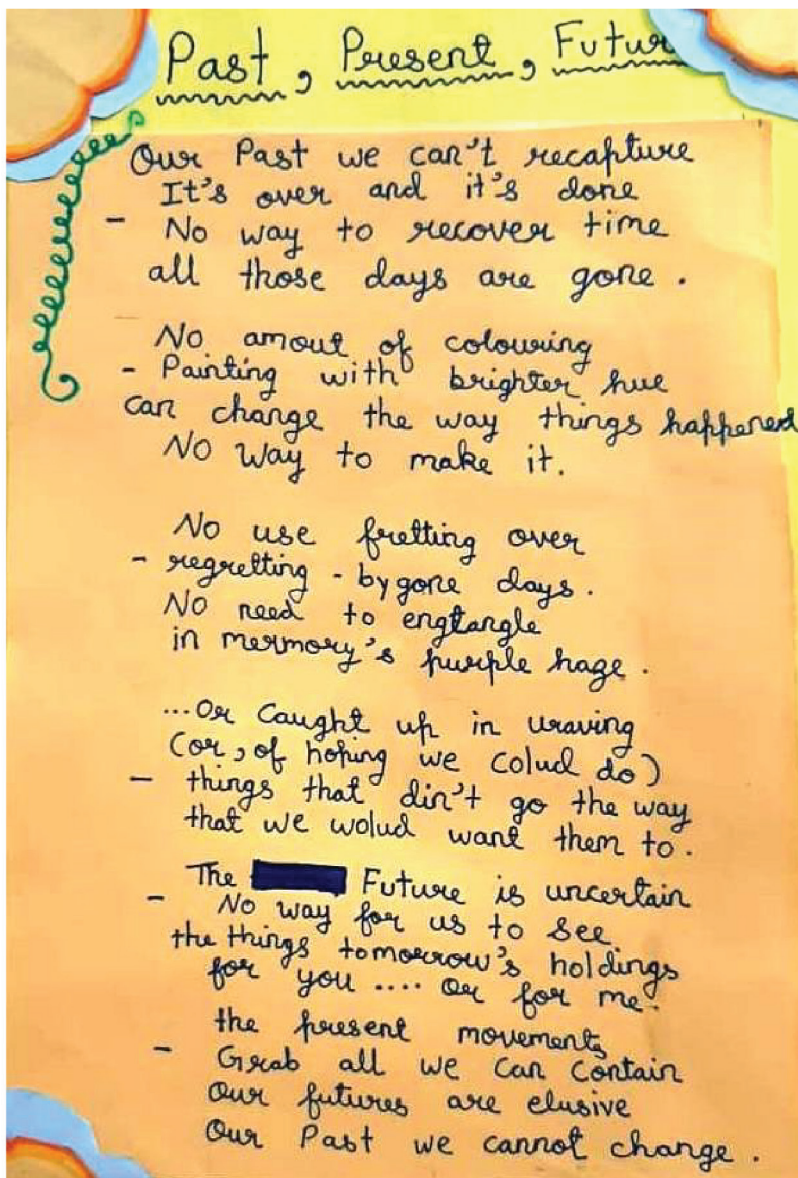 Past, Present, Futur
Our Past we can't recapture
It's over and it's done
- No way to recover time
all those days are gone.
No amout of colouring
- Painting with brighter hue
can change the way things happened
No way to make it.
No use fretting over
- regretting - bygone days.
No need to engtangle
in mermory's purple hage.
...Or Caught up in uraving
(or, of hoping we colud do)
- things that din't go the way
that we wolud want them to.
The Future is uncertain
- No way for us to see
the things tomorrow's holdings
for you .... or for me.
the present movements
- Grab all we can contain
Our futures are elusive
Our Past we cannot change.